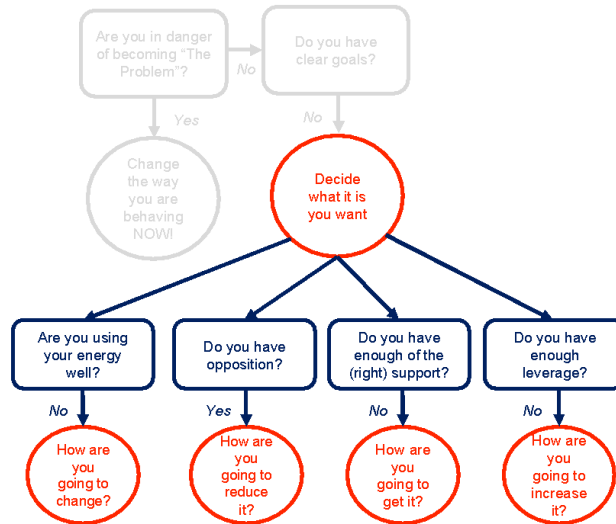 Are you in danger
of becoming “The
Problem”?
No
Do you have
clear goals?
Yes
No
Change
the way
you are
behaving
NOW!
Decide
what it is
you want
Are you using
your energy
well?
Do you have
opposition?
Do you have
enough of the
(right) support?
Do you have
enough
leverage?
No
Yes
No
No
How are
you
going to
change?
How are
you
going to
reduce
it?
How are
you
going to
get it?
How are
you
going to
increase
it?